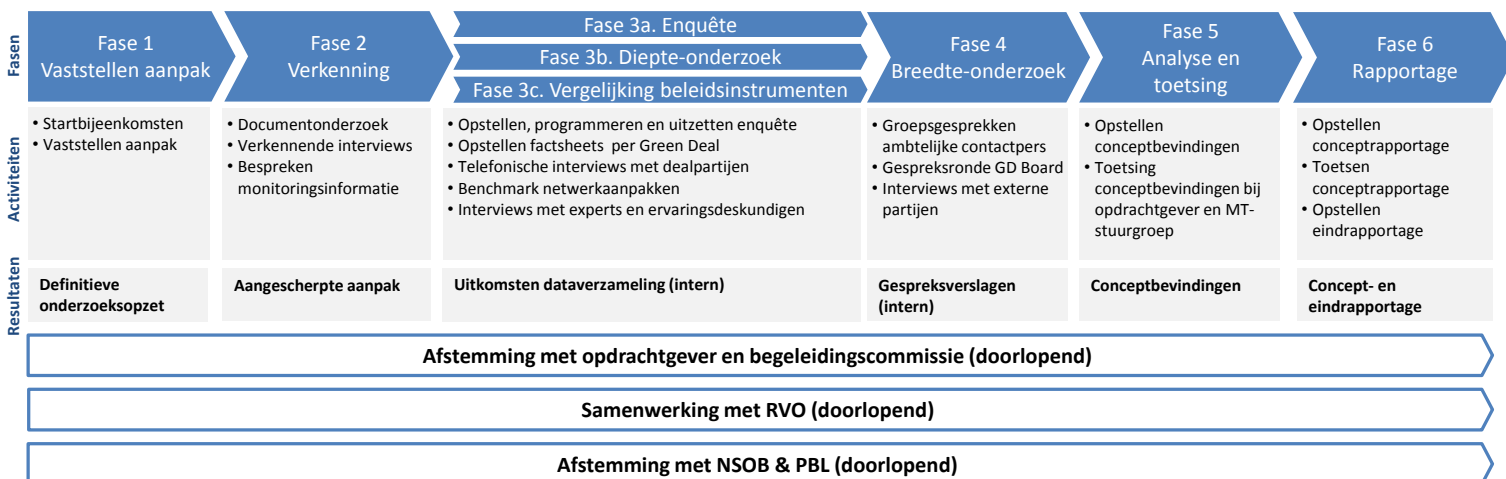 Fasen
Fase 1
Vaststellen aanpak
Fase 2
Verkenning
Fase 3a. Enquête
Fase 3b. Diepte-onderzoek
Fase 3c. Vergelijking beleidsinstrumenten
Fase 4
Breedte-onderzoek
Fase 5
Analyse en
toetsing
Fase 6
Rapportage
Activiteiten
• Startbijeenkomsten
• Vaststellen aanpak
• Documentonderzoek
• Verkennende interviews
• Bespreken
monitoringsinformatie
• Opstellen, programmeren en uitzetten enquête
• Opstellen factsheets per Green Deal
• Telefonische interviews met dealpartijen
• Benchmark netwerkaanpakken
• Interviews met experts en ervaringsdeskundigen
• Groepsgesprekken
ambtelijke contactpers
• Gespreksronde GD Board
• Interviews met externe
partijen
• Opstellen
conceptbevindingen
• Toetsing
conceptbevindingen bij
opdrachtgever en MT-
stuurgroep
• Opstellen
conceptrapportage
• Toetsen
conceptrapportage
• Opstellen
eindrapportage
Resultaten
Definitieve
onderzoeksopzet
Aangescherpte aanpak
Uitkomsten dataverzameling (intern)
Gespreksverslagen
(intern)
Conceptbevindingen
Concept- en
eindrapportage
Afstemming met opdrachtgever en begeleidingscommissie (doorlopend)
Samenwerking met RVO (doorlopend)
Afstemming met NSOB & PBL (doorlopend)